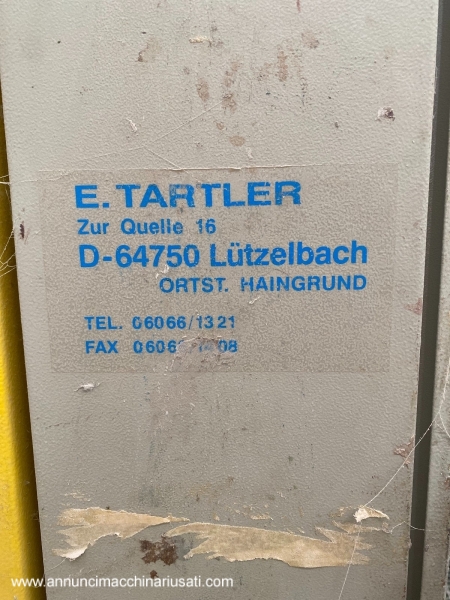 E. TARTLER
Zur Quelle 16
D-64750 Lützelbach
ORTST. HAINGRUND
TEL. 06066/1321
FAX
www.annuncimacchinariusati.com